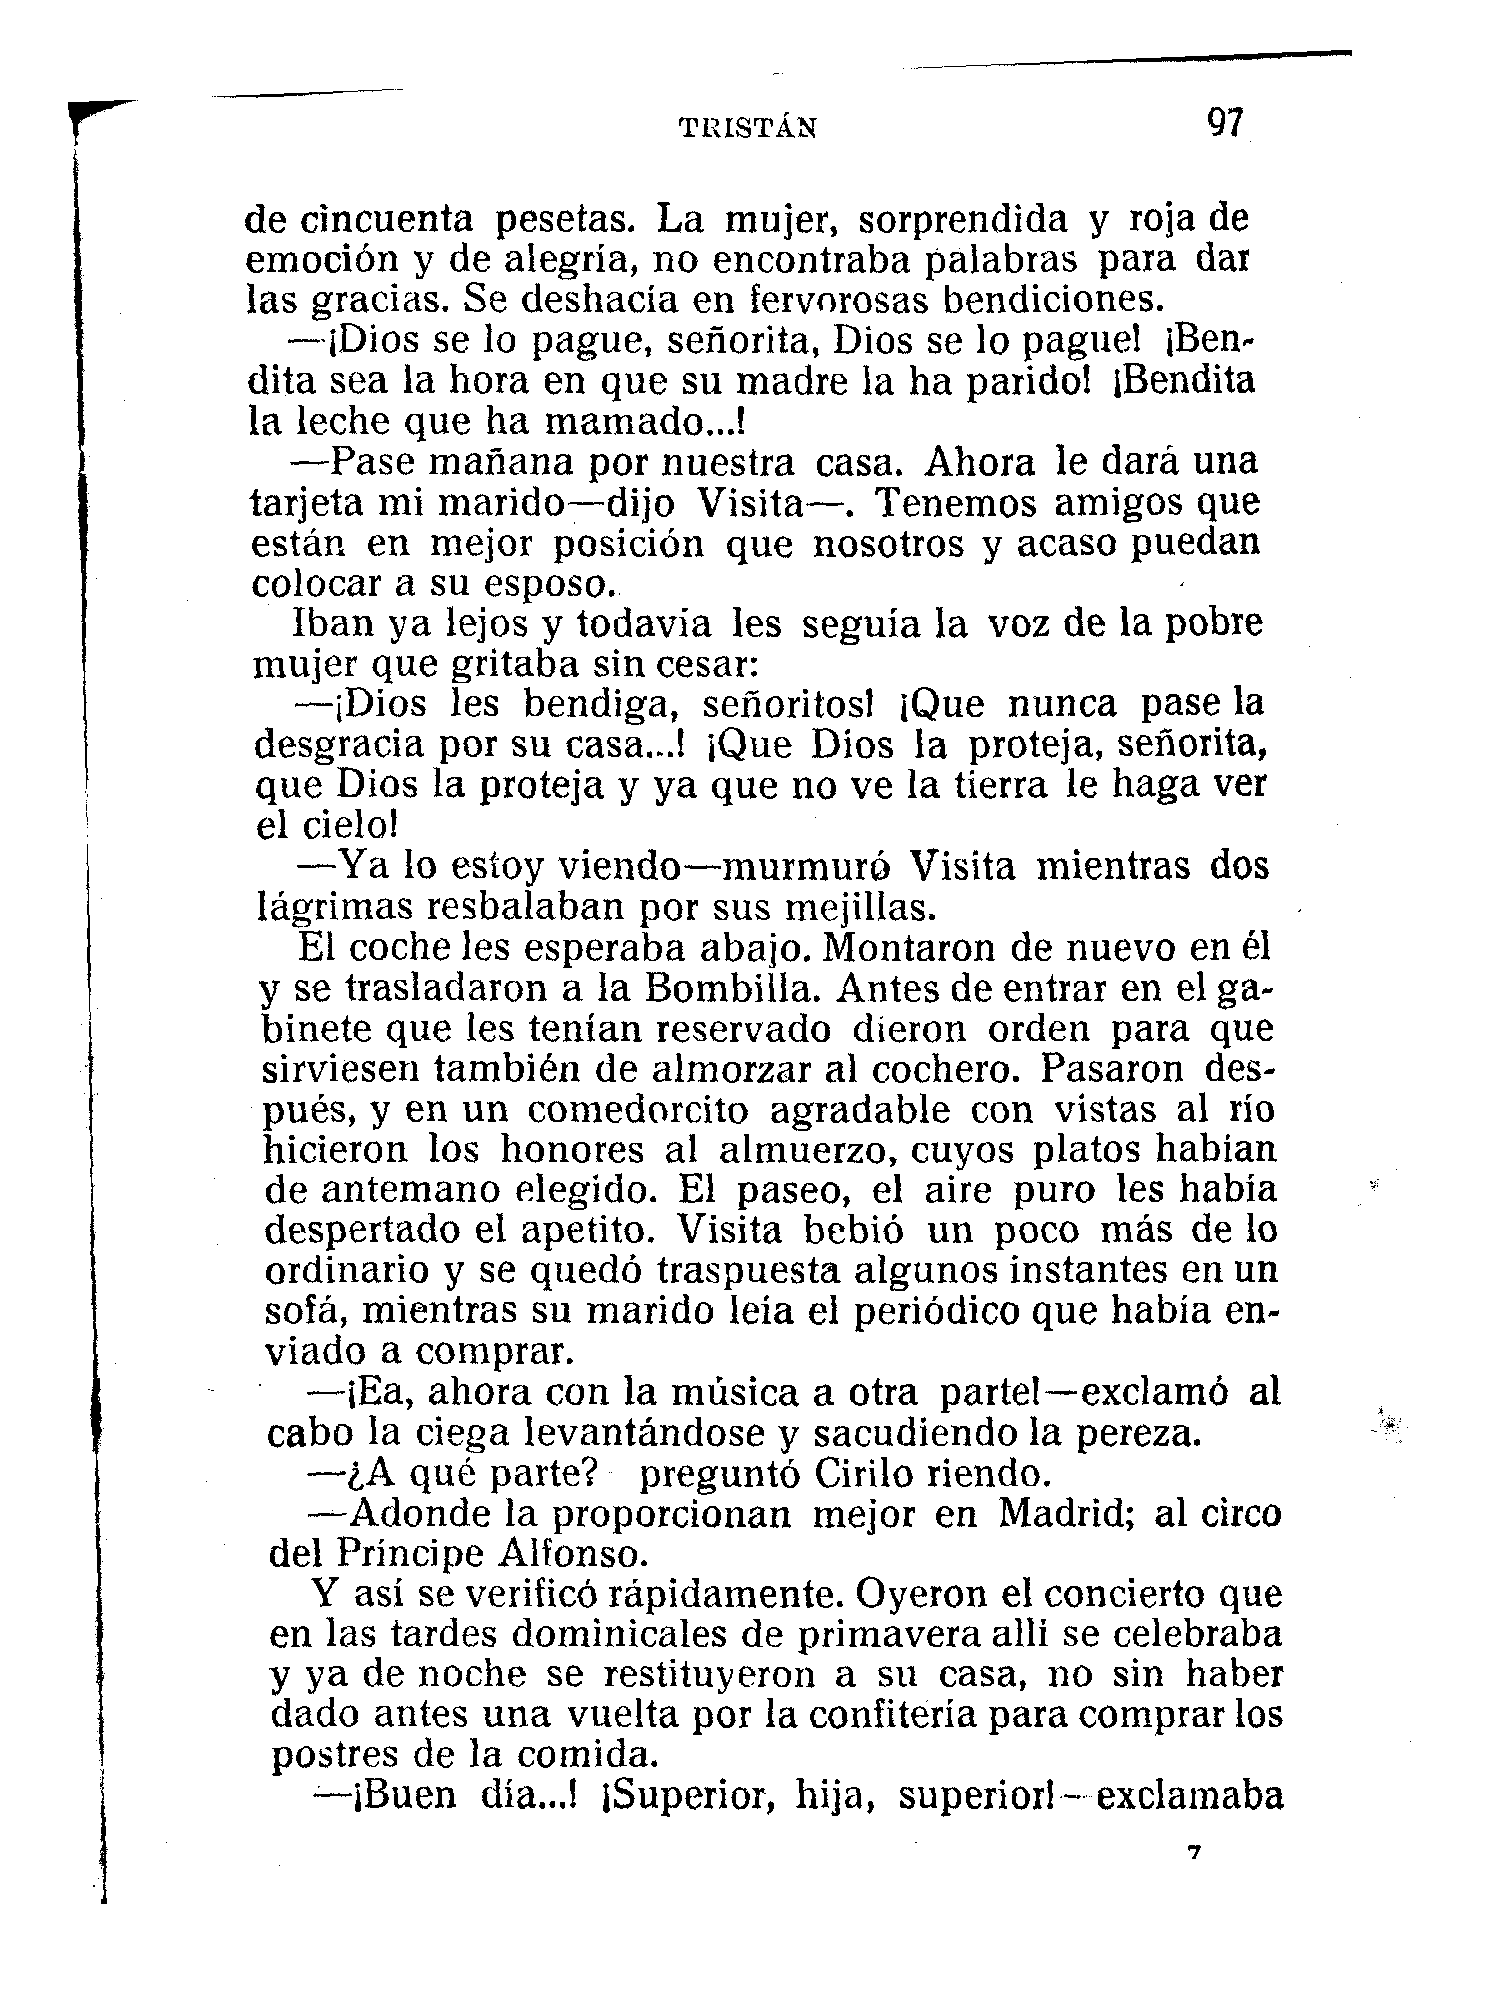 TRISTÁN 97
de cincuenta pesetas. La mujer, sorprendida y roja de
emoción y de alegría, no encontraba palabras para dar
las gracias. Se deshacía en fervorosas bendiciones.
—¡Dios se lo pague, señorita, Dios se lo pague! ¡Ben-
dita sea la hora en que su madre la ha parido! ¡Bendita
la leche que ha mamado...!
—Pase mañana por nuestra casa. Ahora le dará una
tarjeta mi marido—dijo Visita—. Tenemos amigos que
están en mejor posición que nosotros y acaso puedan
colocar a su esposo.
Iban ya lejos y todavía les seguía la voz de la pobre
mujer que gritaba sin cesar:
—¡Dios les bendiga, señoritos! ¡Que nunca pase la
desgracia por su casa...! ¡Que Dios la proteja, señorita,
que Dios la proteja y ya que no ve la tierra le haga ver
el cielo!
—Ya lo estoy viendo—murmuró Visita mientras dos
lágrimas resbalaban por sus mejillas.
El coche les esperaba abajo. Montaron de nuevo en él
y se trasladaron a la Bombilla. Antes de entrar en el ga-
binete que les tenían reservado dieron orden para que
sirviesen también de almorzar al cochero. Pasaron des-
pués, y en un comedorcito agradable con vistas al río
hicieron los honores al almuerzo, cuyos platos habían
de antemano elegido. El paseo, el aire puro les había
despertado el apetito. Visita bebió un poco más de lo
ordinario y se quedó traspuesta algunos instantes en un
sofá, mientras su marido leía el periódico que había en-
viado a comprar.
—¡Ea, ahora con la música a otra parte!—exclamó al
cabo la ciega levantándose y sacudiendo la pereza.
—¿A qué parte? preguntó Cirilo riendo.
—Adonde la proporcionan mejor en Madrid; al circo
del Príncipe Alfonso.
Y así se verificó rápidamente. Oyeron el concierto que
en las tardes dominicales de primavera alli se celebraba
y ya de noche se restituyeron a su casa, no sin haber
dado antes una vuelta por la confitería para comprar los
postres de la comida.
—¡Buen día...! ¡Superior, hija, superior!—exclamaba
7